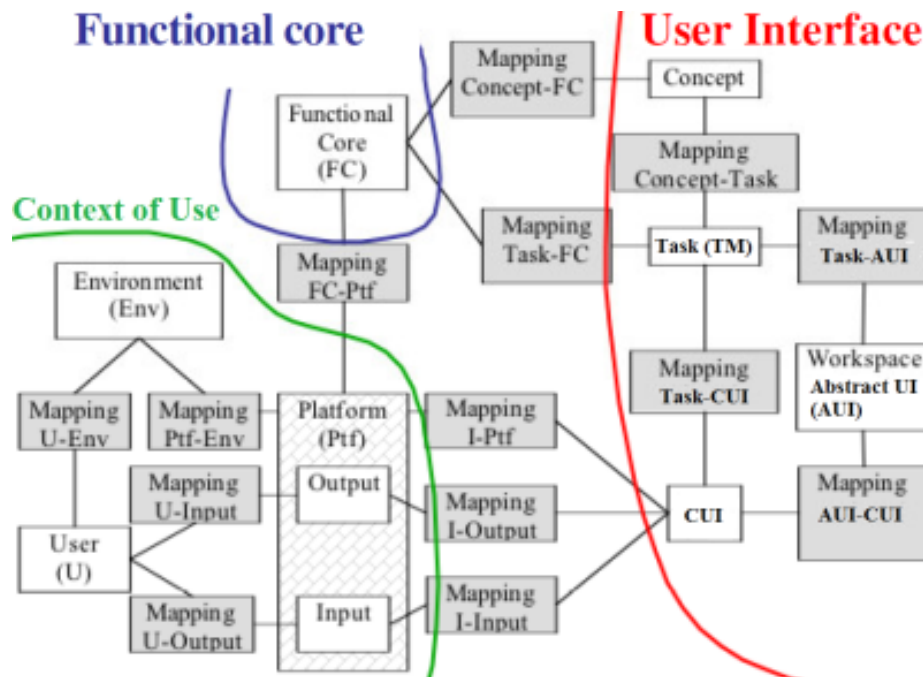 Functional core
User Interface
Mapping
Concept-FC
Concept
Functional
Core
(FC)
Mapping
Concept-Task
Context of Use
Mapping
Task-FC
Task (TM)
Mapping
Task-AUI
Mapping
FC-Ptf
Environment
(Env)
Mapping
Task-CUI
Workspace
Abstract UI
(AUI)
Mapping
U-Env
Mapping
Ptf-Env
Platform
(Ptf)
Mapping
I-Ptf
Mapping
U-Input
Output
Mapping
I-Output
CUI
Mapping
AUI-CUI
User
(U)
Mapping
U-Output
Input
Mapping
I-Input